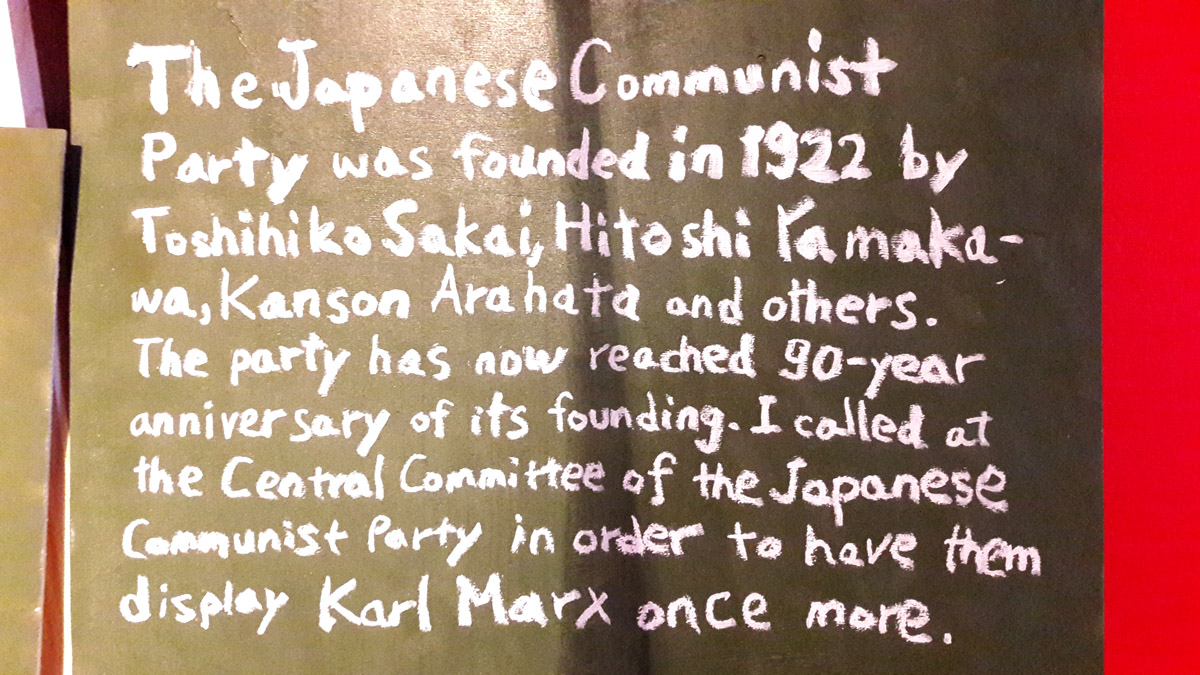 The Japanese Communist
Party was founded in 1922 by
Toshihiko Sakai, Hitoshi Yamaka-
wa, Kanson Arahata and others.
The party has now reached 90-year
anniversary of its founding. I called at
the Central Committee of the Japanese
Communist Party in order to have them
display Karl Marx once more.